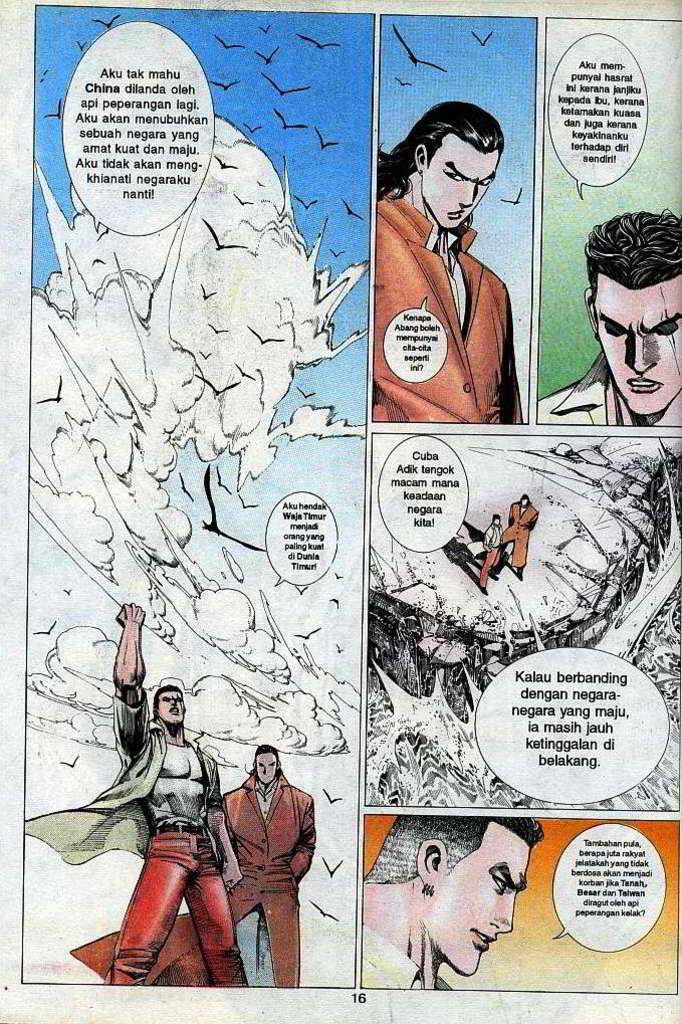 Aku tak mahu
China dilanda oleh
api peperangan lagi.
Aku akan menubuhkan
sebuah negara yang
amat kuat dan maju.
Aku tidak akan meng-
khianati negaraku
nanti!
Aku hendak
Waja Timur
menjadi
orang yang
paling kuat
di Dunia
Timur!
Kenapa
Abang boleh
mempunyai
cita-cita
seperti
ini?
Aku mem-
punyai hasrat
ini kerana janjiku
kepada Ibu, kerana
ketamakan kuasa
dan juga kerana
keyakinanku
terhadap diri
sendiri!
Cuba
Adik tengok
macam mana
keadaan
negara
kita!
Kalau berbanding
dengan negara-
negara yang maju,
ia masih jauh
ketinggalan di
belakang.
Tambahan pula,
berapa juta rakyat
jelatakah yang tidak
berdosa akan menjadi
korban jika Tanah,
Besar dan Taiwan
diragut oleh api
peperangan kelak?
16